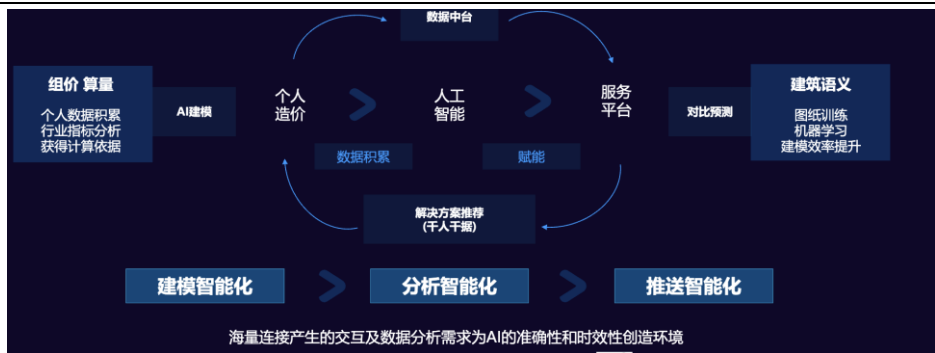 数据中台
组价 算量
个人数据积累
行业指标分析
获得计算依据
AI建模
个人
造价
人工
智能
服务
平台
对比预测
建筑语义
图纸训练
机器学习
建模效率提升
数据积累
赋能
解决方案推荐
(千人千据)
建模智能化
分析智能化
推送智能化
海量连接产生的交互及数据分析需求为AI的准确性和时效性创造环境